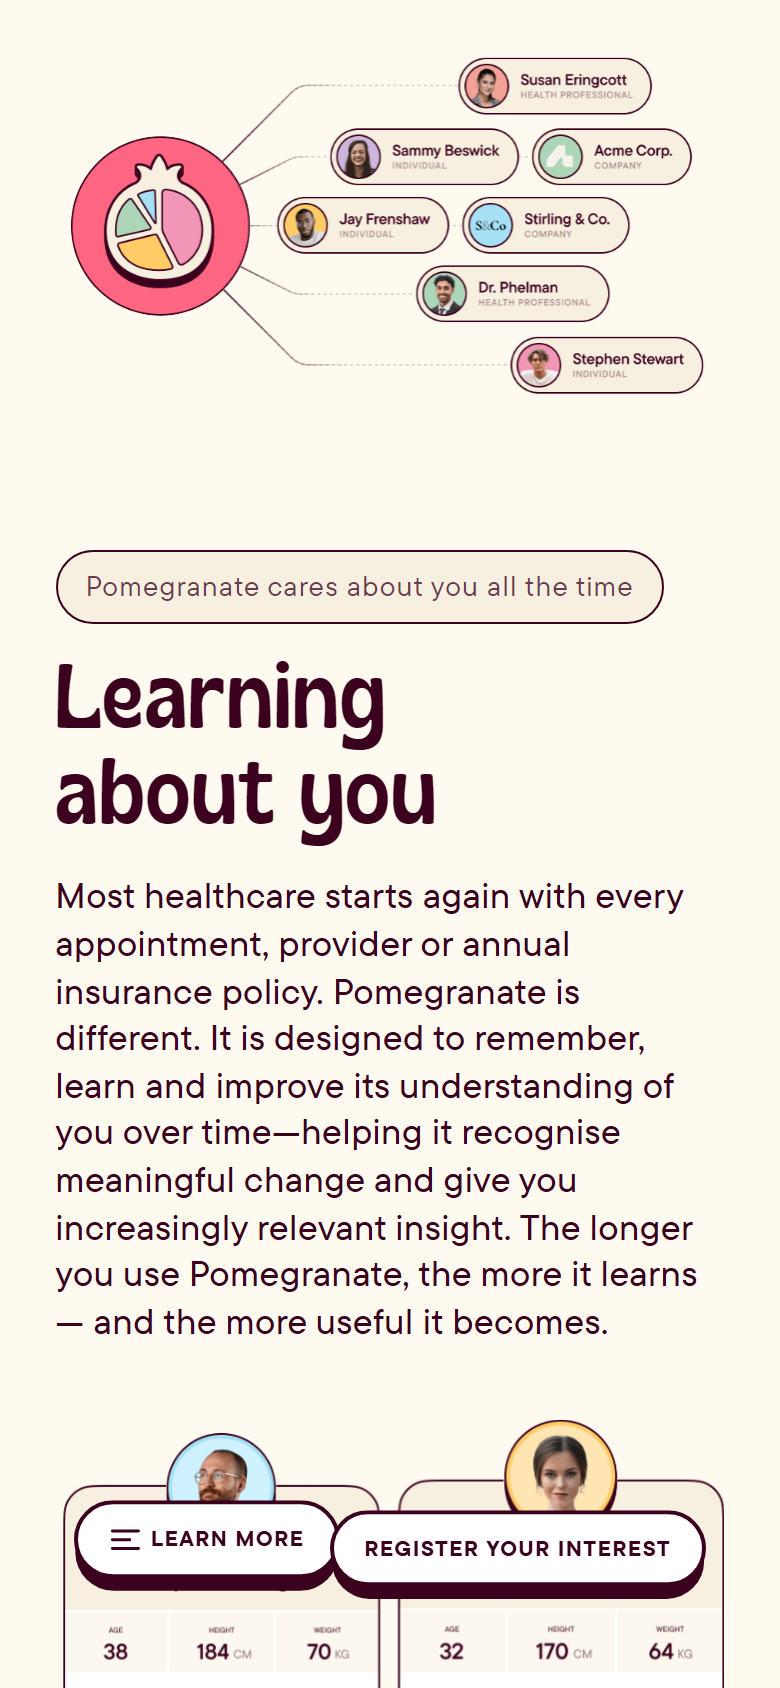 Susan Eringcott
HEALTH PROFESSIONAL
Sammy Beswick
INDIVIDUAL
Acme Corp.
COMPANY
Jay Frenshaw
INDIVIDUAL
S&Co
Stirling & Co.
COMPANY
Dr. Phelman
HEALTH PROFESSIONAL
Stephen Stewart
INDIVIDUAL
Pomegranate cares about you all the time
Learning
about you
Most healthcare starts again with every
appointment, provider or annual
insurance policy. Pomegranate is
different. It is designed to remember,
learn and improve its understanding of
you over time—helping it recognise
meaningful change and give you
increasingly relevant insight. The longer
you use Pomegranate, the more it learns
— and the more useful it becomes.
LEARN MORE
REGISTER YOUR INTEREST
AGE
38
HEIGHT
184 CM
WEIGHT
70 KG
AGE
32
HEIGHT
170 CM
WEIGHT
64 KG